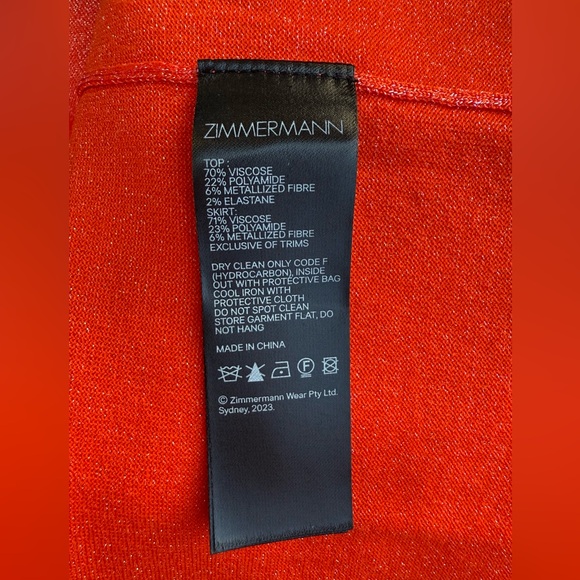 ZIMMERMANN
TOP :
70% VISCOSE
22% POLYAMIDE
6% METALLIZED FIBRE
2% ELASTANE
SKIRT:
71% VISCOSE
23% POLYAMIDE
6% METALLIZED FIBRE
EXCLUSIVE OF TRIMS
DRY CLEAN ONLY CODE F
(HYDROCARBON), INSIDE
OUT WITH PROTECTIVE BAG
COOL IRON WITH
PROTECTIVE CLOTH
DO NOT SPOT CLEAN
STORE GARMENT FLAT, DO
NOT HANG
MADE IN CHINA
F
© Zimmermann Wear Pty Ltd.
Sydney, 2023.